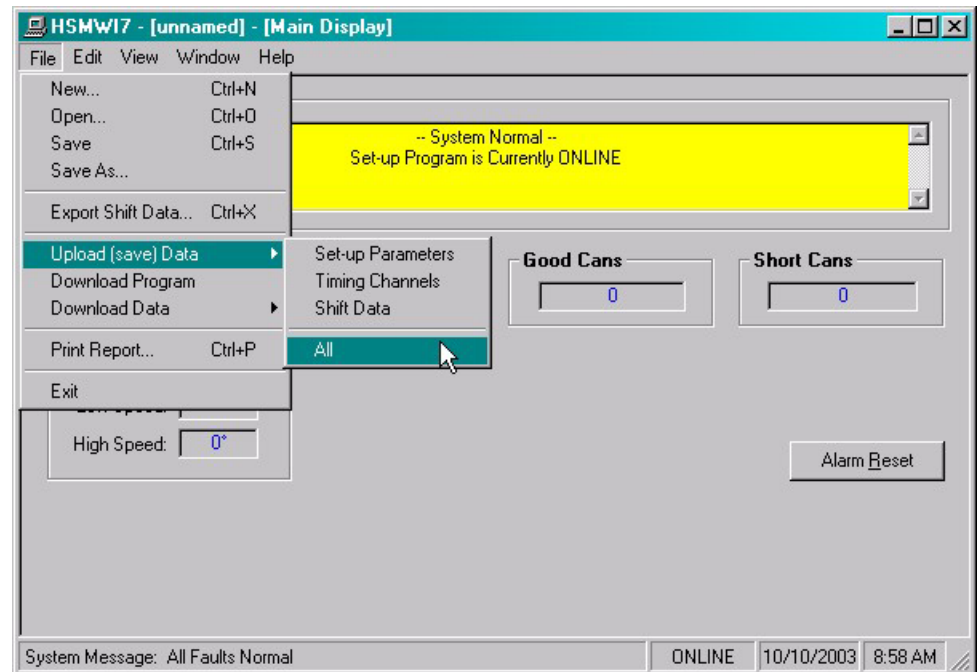 HSMWI7 - [unnamed] - [Main Display]
File Edit View Window Help
New... Ctrl+N
Open... Ctrl+O
Save Ctrl+S
Save As...
Export Shift Data... Ctrl+X
Upload (save) Data
Download Program
Download Data
Print Report... Ctrl+P
Exit
Set-up Parameters
Timing Channels
Shift Data
All
-- System Normal --
Set-up Program is Currently ONLINE
Good Cans
0
Short Cans
0
High Speed: 0°
Alarm Reset
System Message: All Faults Normal
ONLINE 10/10/2003 8:58 AM